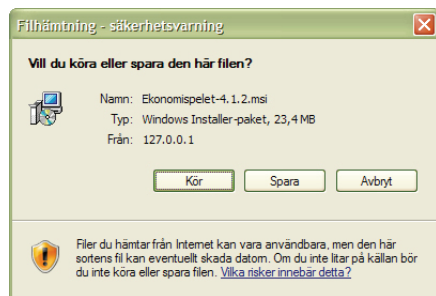 Filhämtning - säkerhetsvarning
Vill du köra eller spara den här filen?
Namn: Ekonomispelet-4.1.2.msi
Typ: Windows Installer-paket, 23,4 MB
Från: 127.0.0.1
Kör Spara Avbryt
Filer du hämtar från Internet kan vara användbara, men den här
sortens fil kan eventuellt skada datorn. Om du inte litar på källan bör
du inte köra eller spara filen. Vilka risker innebär detta?